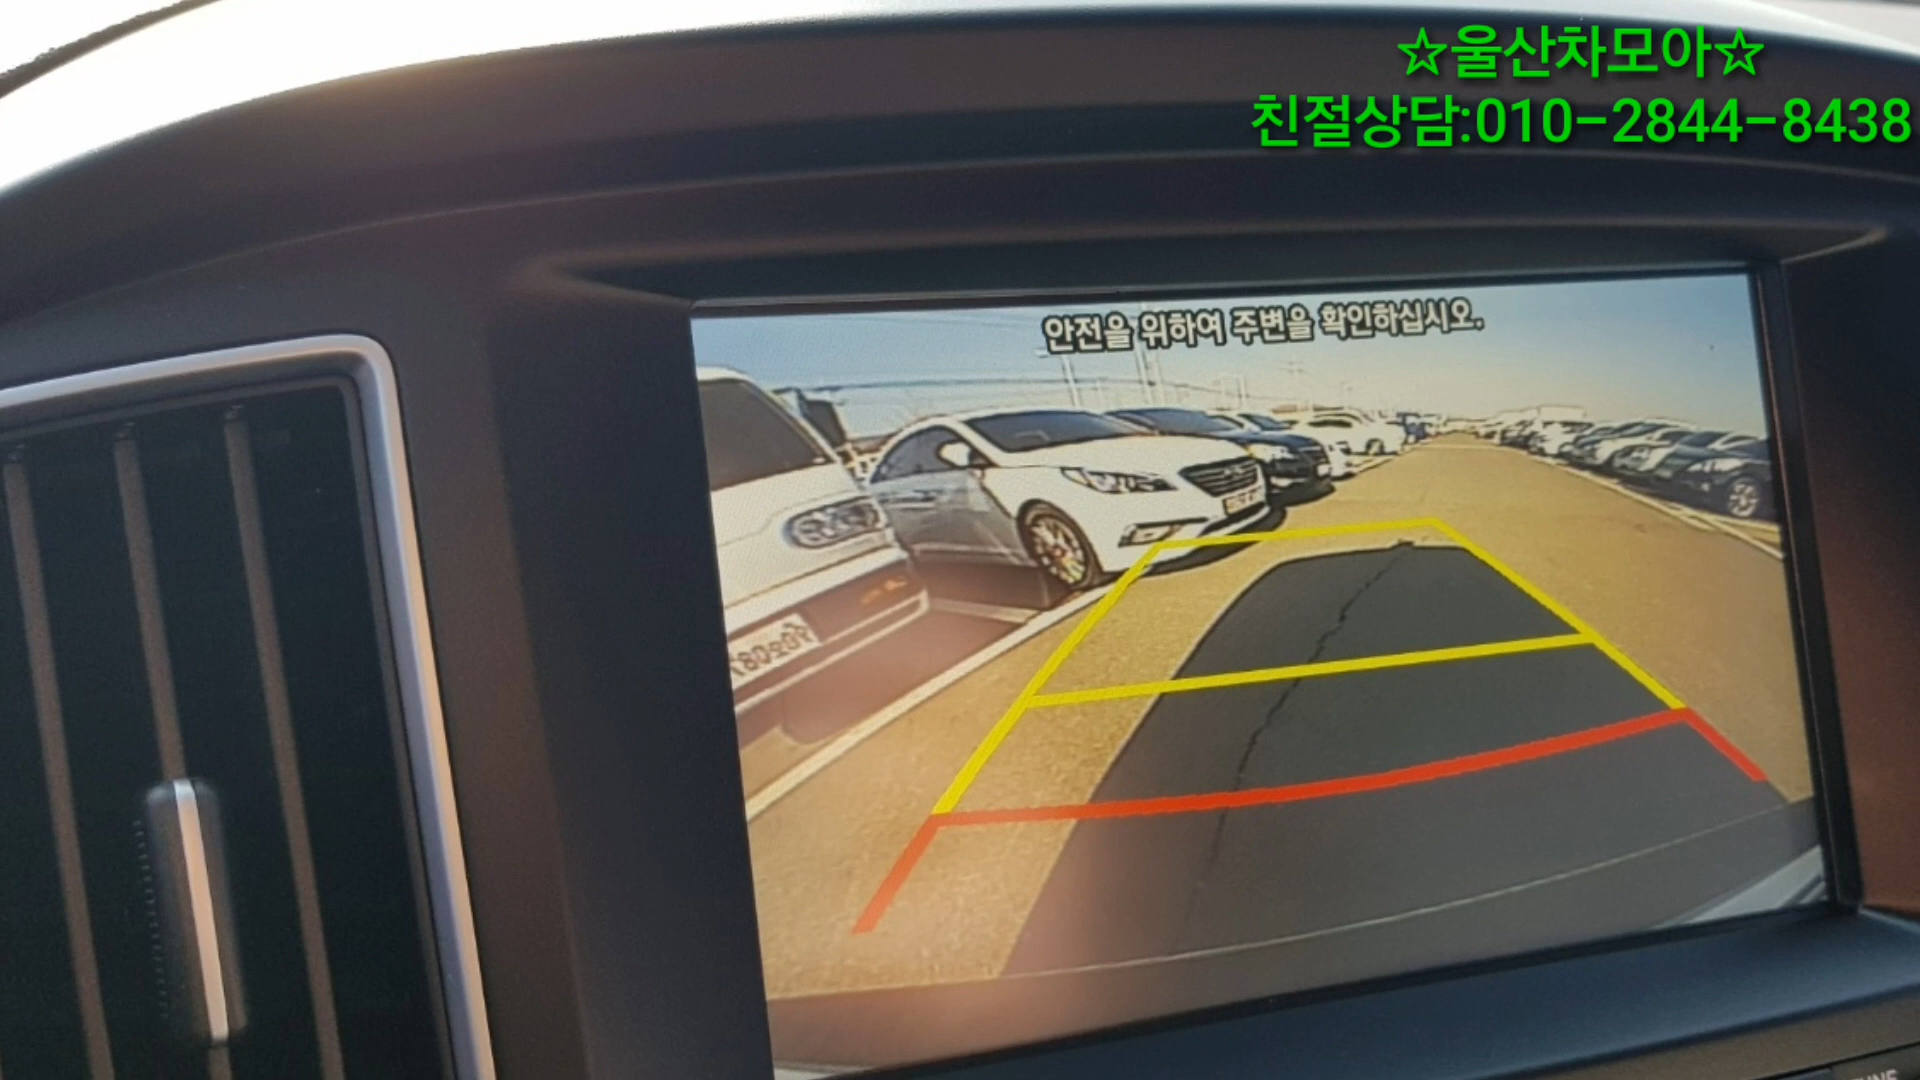 ☆울산차모아☆
친절상담:010-2844-8438
안전을 위하여 주변을 확인하십시오.